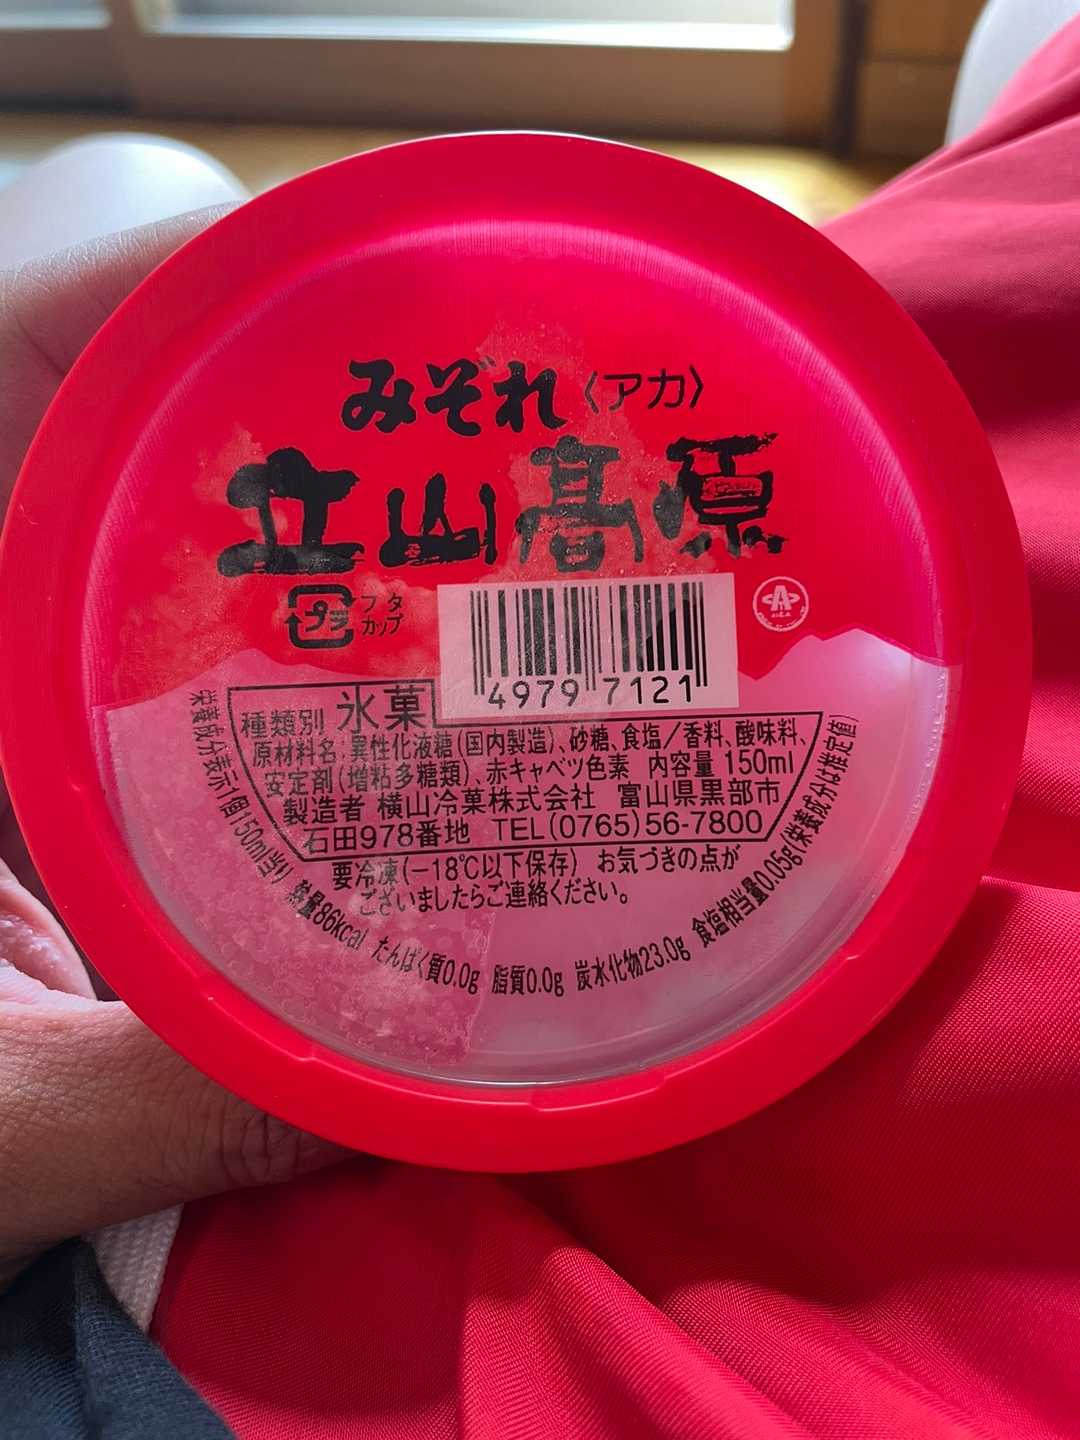 みぞれ〈アカ〉
立山高原
プラ
フタ
カップ
A
4979 7121
種類別 氷菓
原材料名：異性化液糖(国内製造)、砂糖、食塩／香料、酸味料、
安定剤(増粘多糖類)、赤キャベツ色素 内容量 150ml
製造者 横山冷菓株式会社 富山県黒部市
石田978番地 TEL(0765)56-7800
要冷凍(−18℃以下保存) お気づきの点が
ございましたらご連絡ください。
栄養成分表示1個150ml当り 熱量86kcal たんぱく質0.0g 脂質0.0g 炭水化物23.0g 食塩相当量0.05g(栄養成分は推定値)